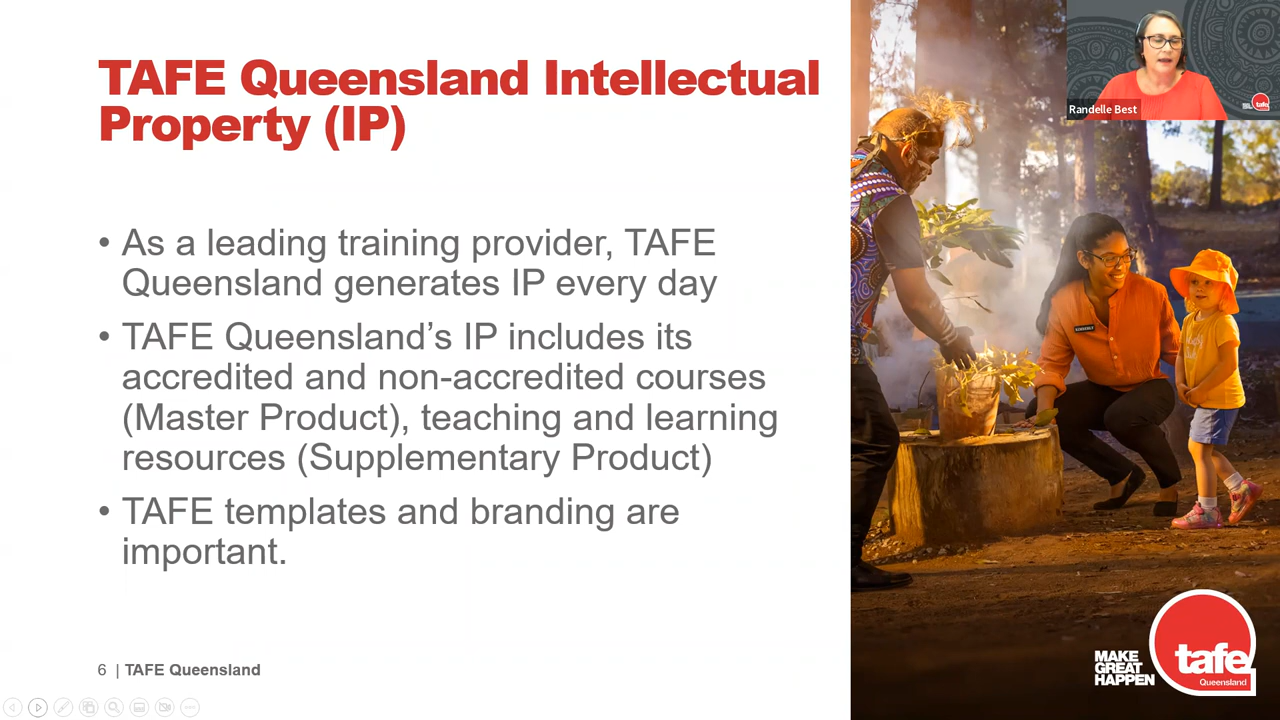 TAFE Queensland Intellectual
Property (IP)
• As a leading training provider, TAFE
Queensland generates IP every day
• TAFE Queensland’s IP includes its
accredited and non-accredited courses
(Master Product), teaching and learning
resources (Supplementary Product)
• TAFE templates and branding are
important.
6 | TAFE Queensland
Randelle Best
tafe
MAKE
GREAT
HAPPEN
tafe
Queensland